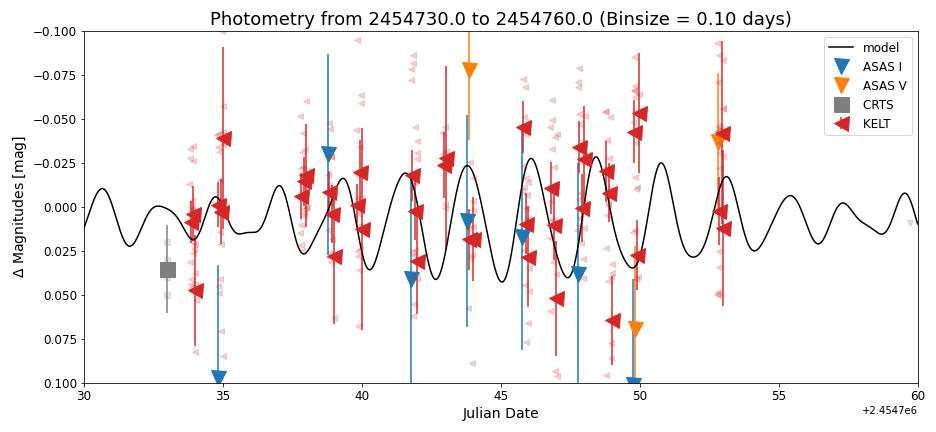 Photometry from 2454730.0 to 2454760.0 (Binsize = 0.10 days)
Δ Magnitudes [mag]
−0.100
−0.075
−0.050
−0.025
0.000
0.025
0.050
0.075
0.100
model
ASAS I
ASAS V
CRTS
KELT
30 35 40 45 50 55 60
+2.4547e6
Julian Date